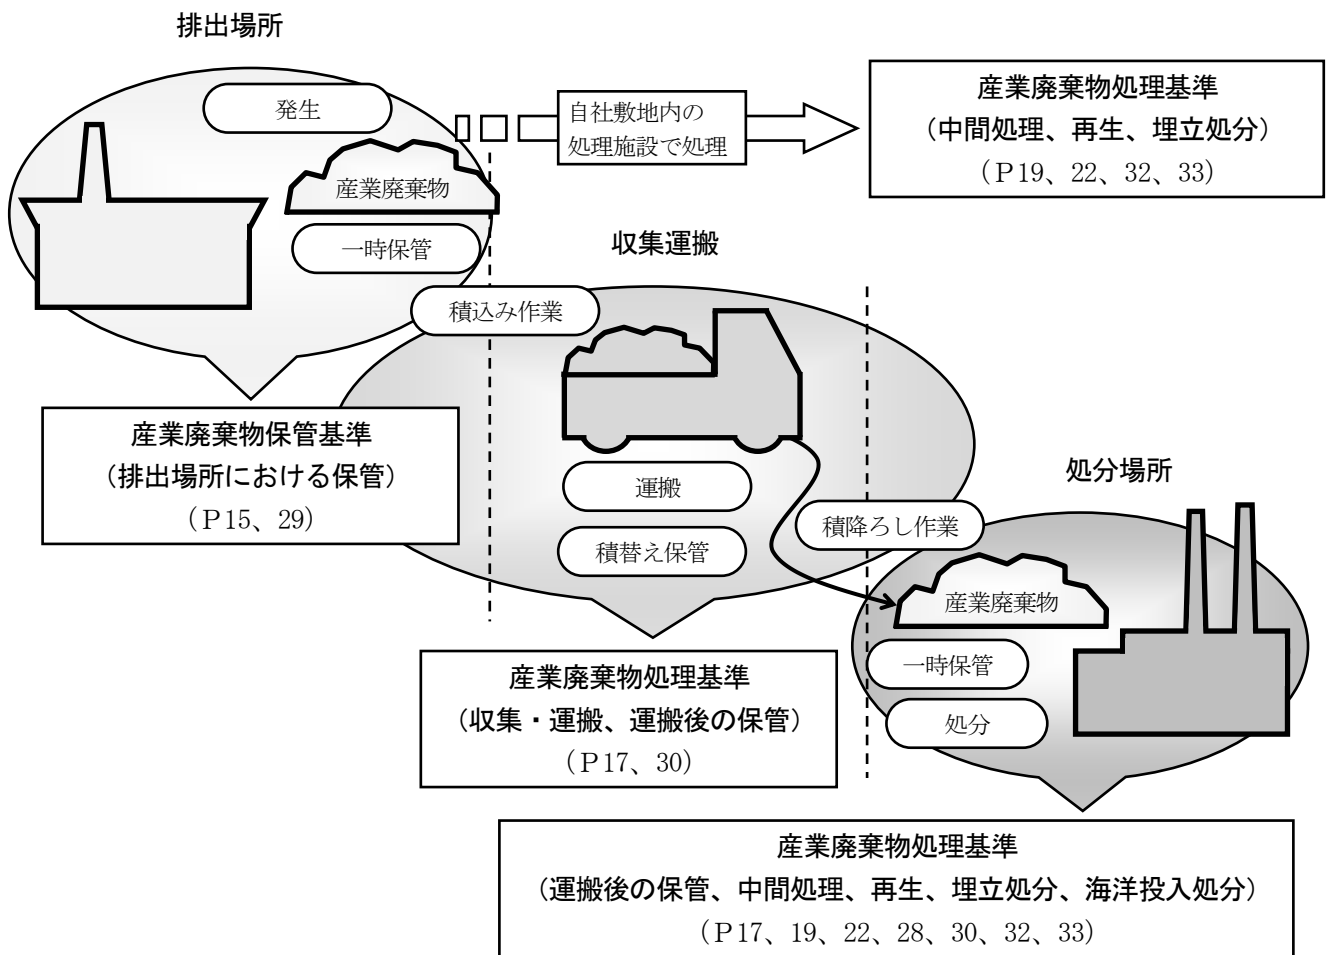 排出場所
発生
産業廃棄物
一時保管
自社敷地内の
処理施設で処理
産業廃棄物処理基準
（中間処理、再生、埋立処分）
（Ｐ19、22、32、33）
収集運搬
積込み作業
産業廃棄物保管基準
（排出場所における保管）
（Ｐ15、29）
運搬
積替え保管
積降ろし作業
処分場所
産業廃棄物
一時保管
処分
産業廃棄物処理基準
（収集・運搬、運搬後の保管）
（Ｐ17、30）
産業廃棄物処理基準
（運搬後の保管、中間処理、再生、埋立処分、海洋投入処分）
（Ｐ17、19、22、28、30、32、33）